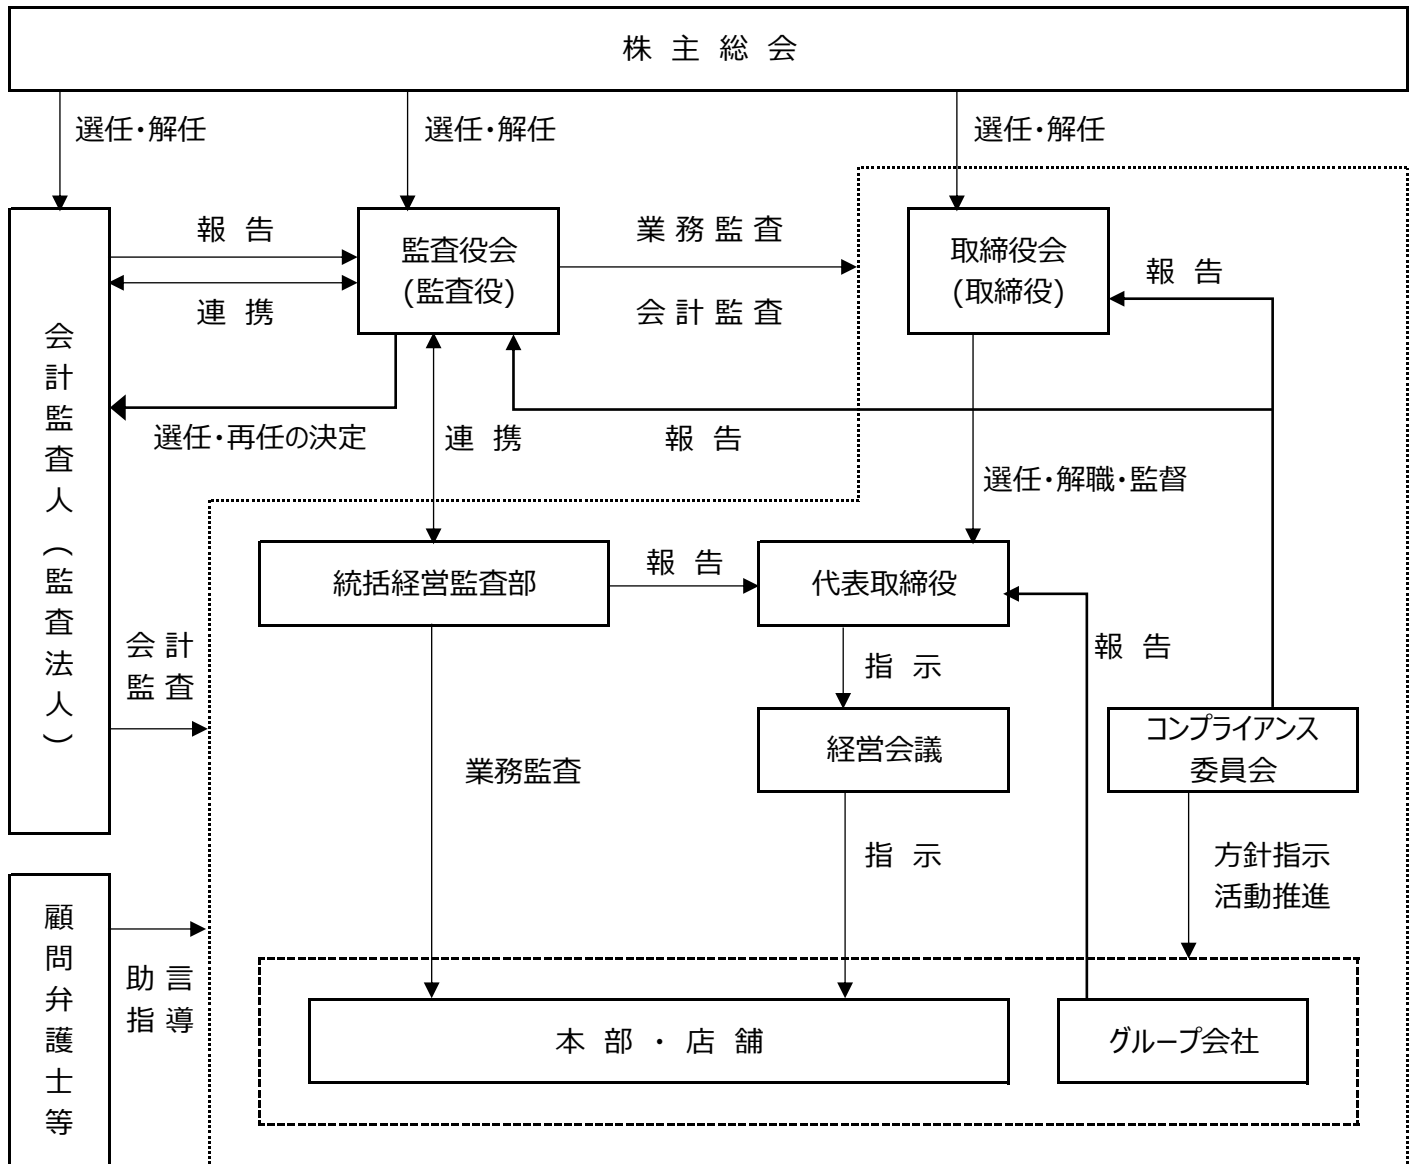 株 主 総 会
選任・解任
選任・解任
選任・解任
報 告
連 携
監査役会
(監査役)
業 務 監 査
会 計 監 査
取締役会
(取締役)
報 告
会計監査人(監査法人)
選任・再任の決定
連 携
報 告
選任・解職・監督
統括経営監査部
報 告
代表取締役
会 計
監 査
指 示
報 告
業務監査
経営会議
コンプライアンス
委員会
指 示
方針指示
活動推進
顧問弁護士等
助 言
指 導
本 部 ・ 店 舗
グループ会社